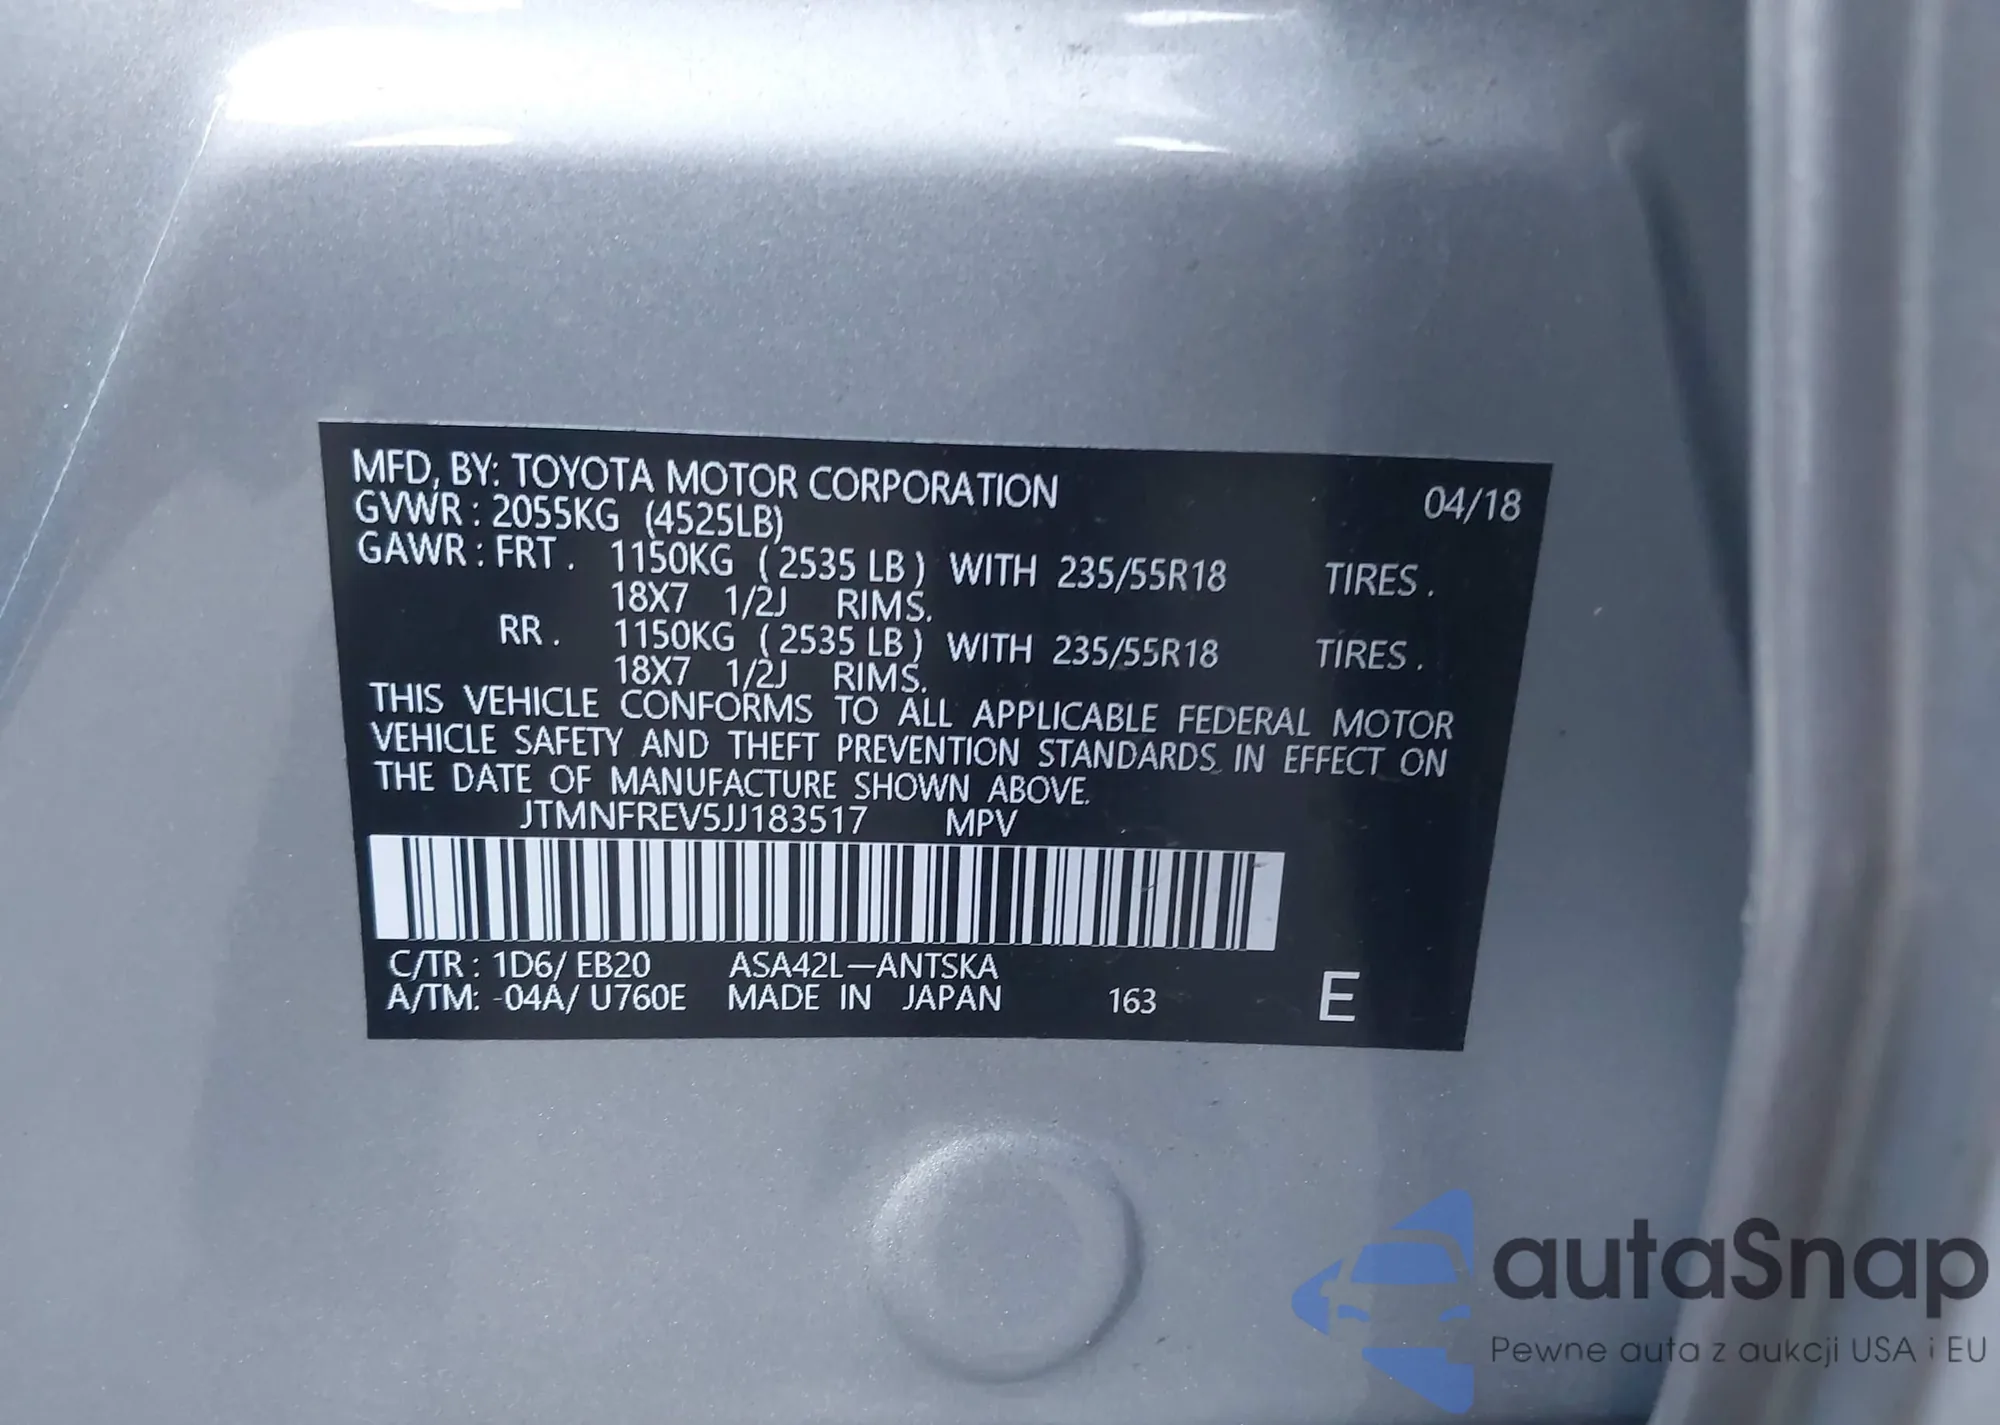 MFD, BY: TOYOTA MOTOR CORPORATION 04/18
GVWR : 2055KG (4525LB)
GAWR : FRT . 1150KG ( 2535 LB ) WITH 235/55R18 TIRES .
18X7 1/2J RIMS.
RR . 1150KG ( 2535 LB ) WITH 235/55R18 TIRES .
18X7 1/2J RIMS.
THIS VEHICLE CONFORMS TO ALL APPLICABLE FEDERAL MOTOR
VEHICLE SAFETY AND THEFT PREVENTION STANDARDS IN EFFECT ON
THE DATE OF MANUFACTURE SHOWN ABOVE.
JTMNFREV5JJ183517 MPV
C/TR : 1D6/ EB20 ASA42L-ANTSKA
A/TM: -04A/ U760E MADE IN JAPAN 163 E
autaSnap
Pewne auta z aukcji USA i EU